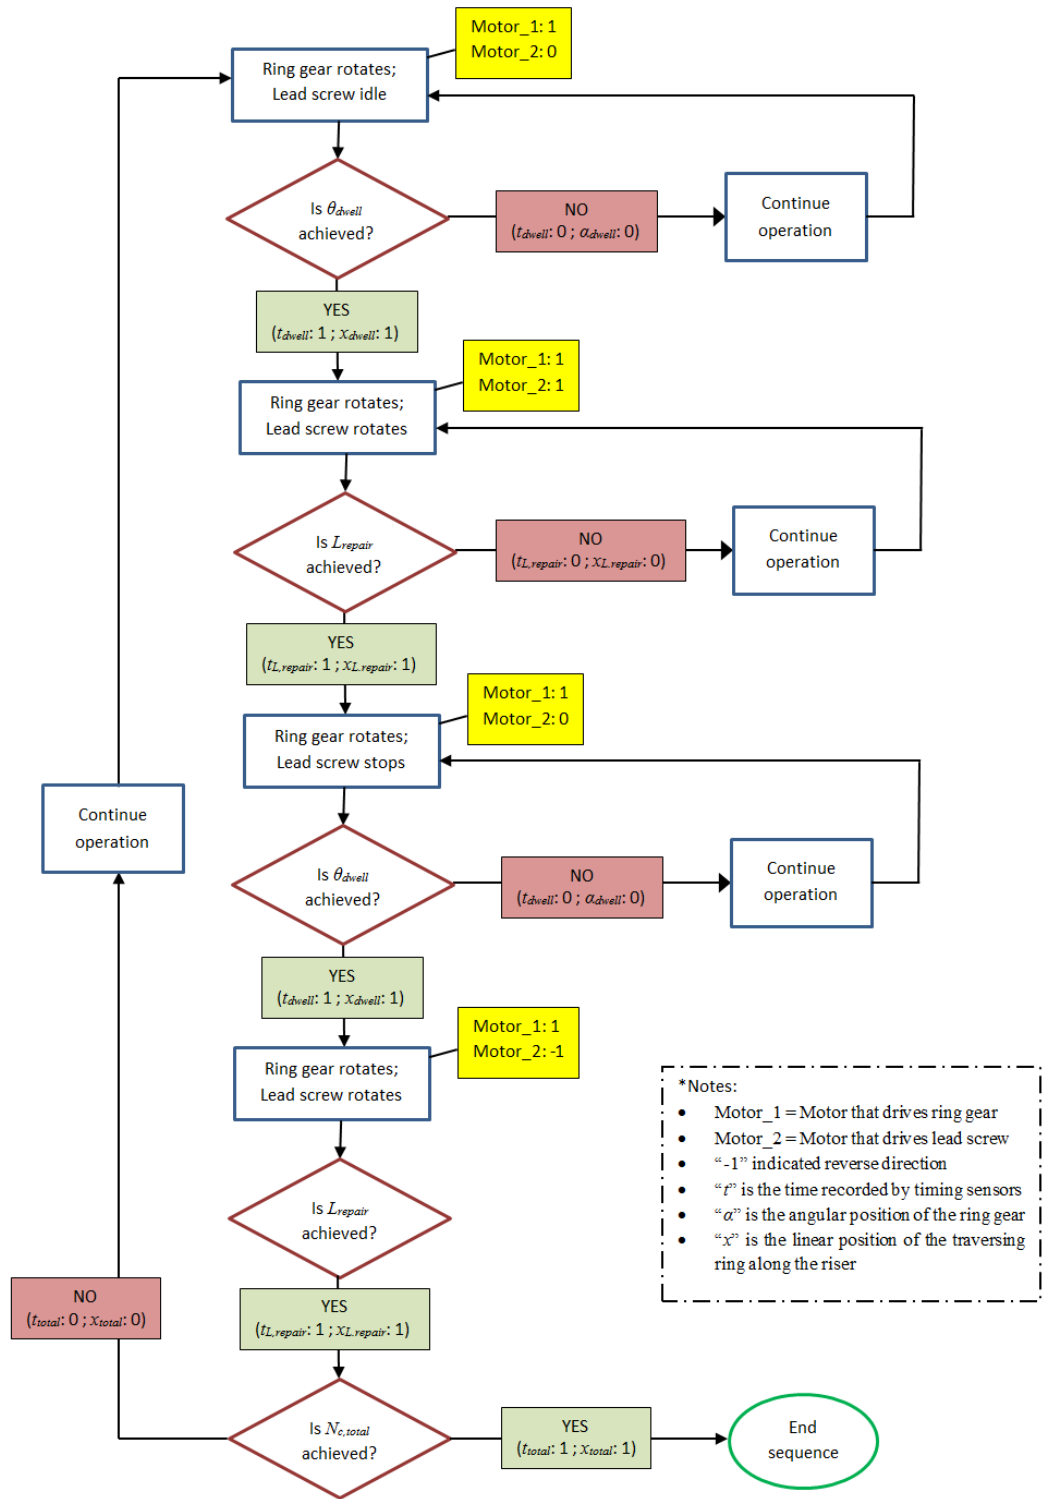 Motor_1: 1
Motor_2: 0
Ring gear rotates;
Lead screw idle
Is θdwell
achieved?
NO
(tdwell: 0 ; αdwell: 0)
Continue
operation
YES
(tdwell: 1 ; xdwell: 1)
Motor_1: 1
Motor_2: 1
Ring gear rotates;
Lead screw rotates
Is Lrepair
achieved?
NO
(tL,repair: 0 ; xL.repair: 0)
Continue
operation
YES
(tL,repair: 1 ; xL.repair: 1)
Motor_1: 1
Motor_2: 0
Ring gear rotates;
Lead screw stops
Continue
operation
Is θdwell
achieved?
NO
(tdwell: 0 ; αdwell: 0)
Continue
operation
YES
(tdwell: 1 ; xdwell: 1)
Motor_1: 1
Motor_2: -1
Ring gear rotates;
Lead screw rotates
*Notes:
• Motor_1 = Motor that drives ring gear
• Motor_2 = Motor that drives lead screw
• “-1” indicated reverse direction
• “t” is the time recorded by timing sensors
• “α” is the angular position of the ring gear
• “x” is the linear position of the traversing
ring along the riser
Is Lrepair
achieved?
NO
(ttotal: 0 ; xtotal: 0)
YES
(tL,repair: 1 ; xL.repair: 1)
Is Nc,total
achieved?
YES
(ttotal: 1 ; xtotal: 1)
End
sequence